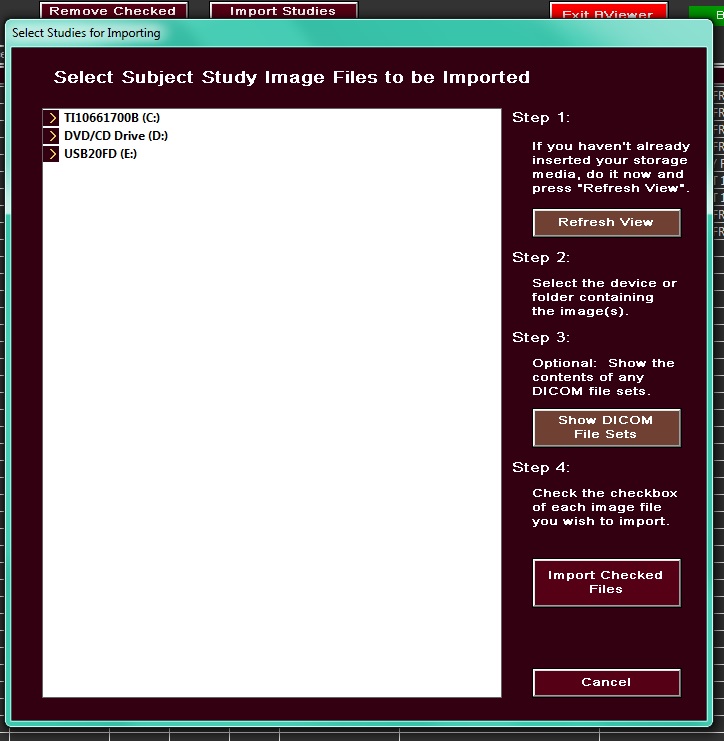 Remove Checked
Import Studies
Exit BViewer
Select Studies for Importing
Select Subject Study Image Files to be Imported
TI10661700B (C:)
DVD/CD Drive (D:)
USB20FD (E:)
Step 1:
If you haven't already
inserted your storage
media, do it now and
press "Refresh View".
Refresh View
Step 2:
Select the device or
folder containing
the image(s).
Step 3:
Optional:  Show the
contents of any
DICOM file sets.
Show DICOM
File Sets
Step 4:
Check the checkbox
of each image file
you wish to import.
Import Checked
Files
Cancel